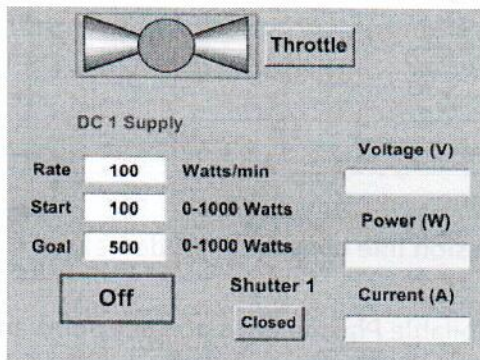 Throttle
DC 1 Supply
Rate 100 Watts/min
Start 100 0-1000 Watts
Goal 500 0-1000 Watts
Off
Shutter 1
Closed
Voltage (V)
Power (W)
Current (A)